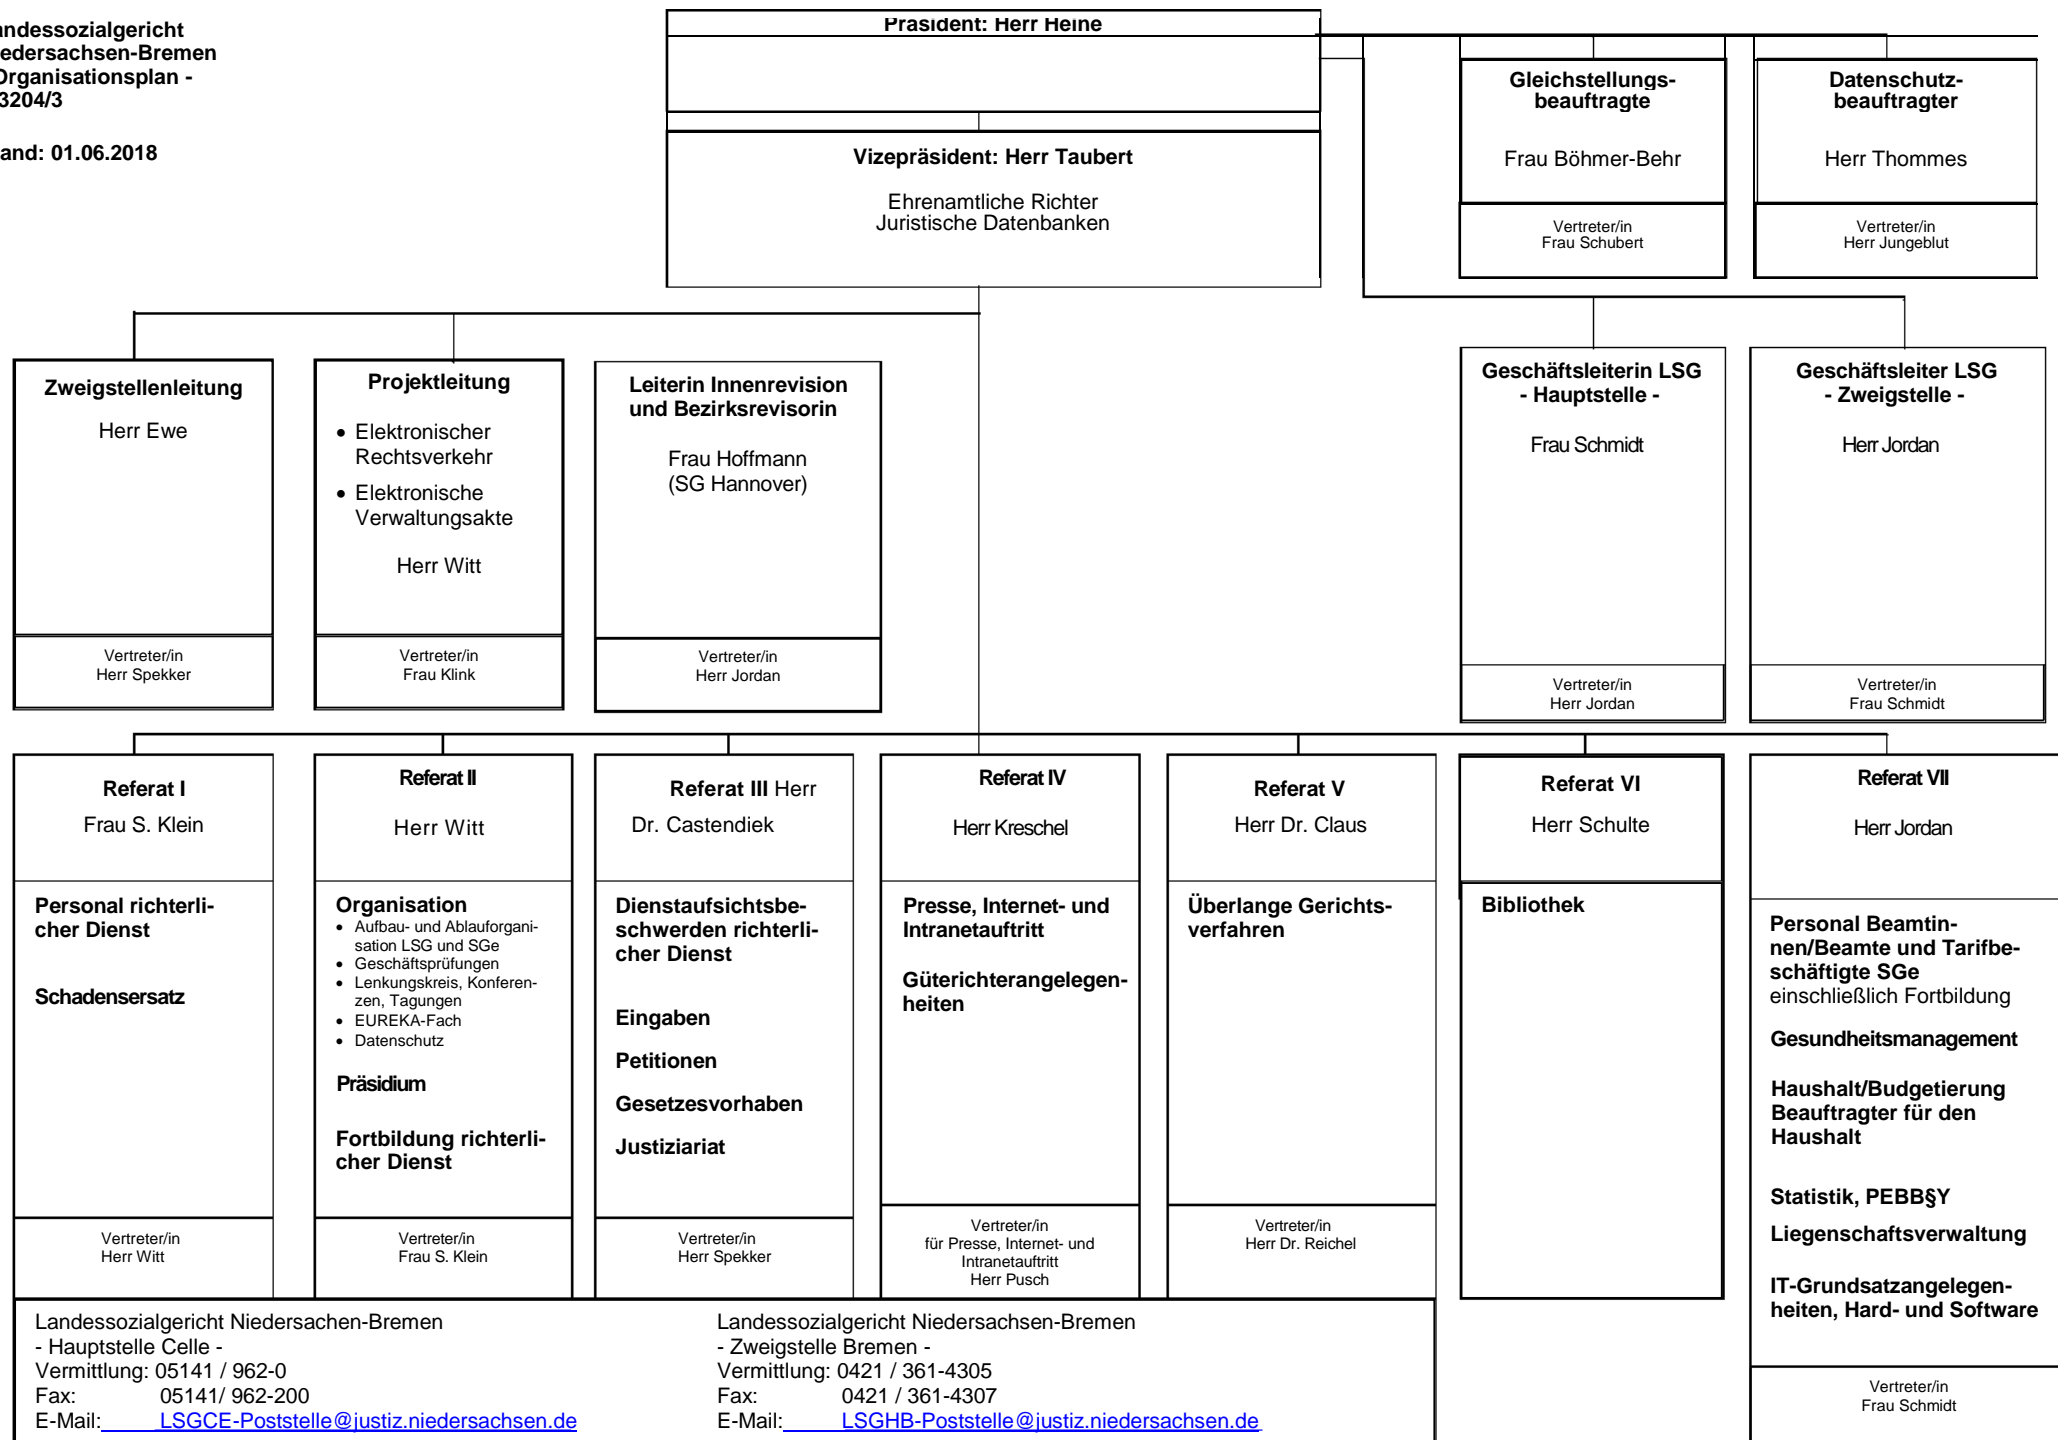 andessozialgericht
iedersachsen-Bremen
Organisationsplan -
3204/3
and: 01.06.2018
Präsident: Herr Heine
Vizepräsident: Herr Taubert
Ehrenamtliche Richter
Juristische Datenbanken
Gleichstellungs-
beauftragte
Frau Böhmer-Behr
Vertreter/in
Frau Schubert
Datenschutz-
beauftragter
Herr Thommes
Vertreter/in
Herr Jungeblut
Zweigstellenleitung
Herr Ewe
Vertreter/in
Herr Spekker
Projektleitung
• Elektronischer
Rechtsverkehr
• Elektronische
Verwaltungsakte
Herr Witt
Vertreter/in
Frau Klink
Leiterin Innenrevision
und Bezirksrevisorin
Frau Hoffmann
(SG Hannover)
Vertreter/in
Herr Jordan
Geschäftsleiterin LSG
- Hauptstelle -
Frau Schmidt
Vertreter/in
Herr Jordan
Geschäftsleiter LSG
- Zweigstelle -
Herr Jordan
Vertreter/in
Frau Schmidt
Referat I
Frau S. Klein
Personal richterli-
cher Dienst
Schadensersatz
Vertreter/in
Herr Witt
Referat II
Herr Witt
Organisation
• Aufbau- und Ablauforgani-
sation LSG und SGe
• Geschäftsprüfungen
• Lenkungskreis, Konferen-
zen, Tagungen
• EUREKA-Fach
• Datenschutz
Präsidium
Fortbildung richterli-
cher Dienst
Vertreter/in
Frau S. Klein
Referat III Herr
Dr. Castendiek
Dienstaufsichtsbe-
schwerden richterli-
cher Dienst
Eingaben
Petitionen
Gesetzesvorhaben
Justiziariat
Vertreter/in
Herr Spekker
Referat IV
Herr Kreschel
Presse, Internet- und
Intranetauftritt
Güterichterangelegen-
heiten
Vertreter/in
für Presse, Internet- und
Intranetauftritt
Herr Pusch
Referat V
Herr Dr. Claus
Überlange Gerichts-
verfahren
Vertreter/in
Herr Dr. Reichel
Referat VI
Herr Schulte
Bibliothek
Referat VII
Herr Jordan
Personal Beamtin-
nen/Beamte und Tarifbe-
schäftigte SGe
einschließlich Fortbildung
Gesundheitsmanagement
Haushalt/Budgetierung
Beauftragter für den
Haushalt
Statistik, PEBB§Y
Liegenschaftsverwaltung
IT-Grundsatzangelegen-
heiten, Hard- und Software
Vertreter/in
Frau Schmidt
Landessozialgericht Niedersachen-Bremen
- Hauptstelle Celle -
Vermittlung: 05141 / 962-0
Fax: 05141/ 962-200
E-Mail: LSGCE-Poststelle@justiz.niedersachsen.de
Landessozialgericht Niedersachsen-Bremen
- Zweigstelle Bremen -
Vermittlung: 0421 / 361-4305
Fax: 0421 / 361-4307
E-Mail: LSGHB-Poststelle@justiz.niedersachsen.de